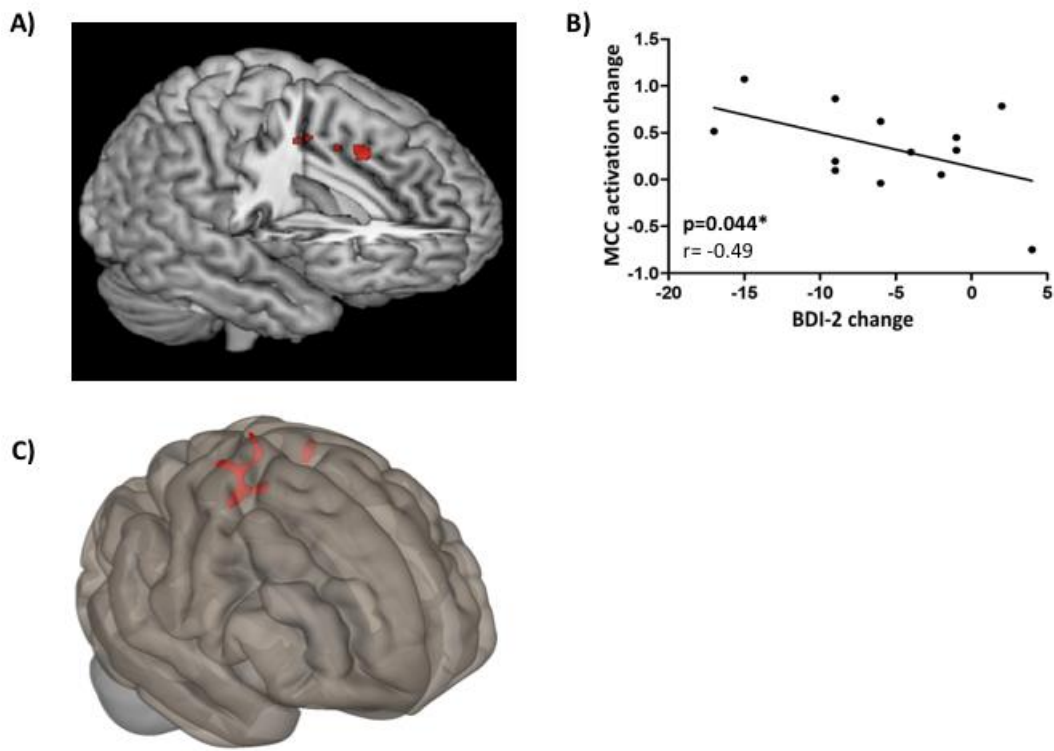 A)
B)
MCC activation change
1.5
1.0
0.5
0.0
-0.5
-1.0
p=0.044*
r= -0.49
-20 -15 -10 -5 0 5
BDI-2 change
C)